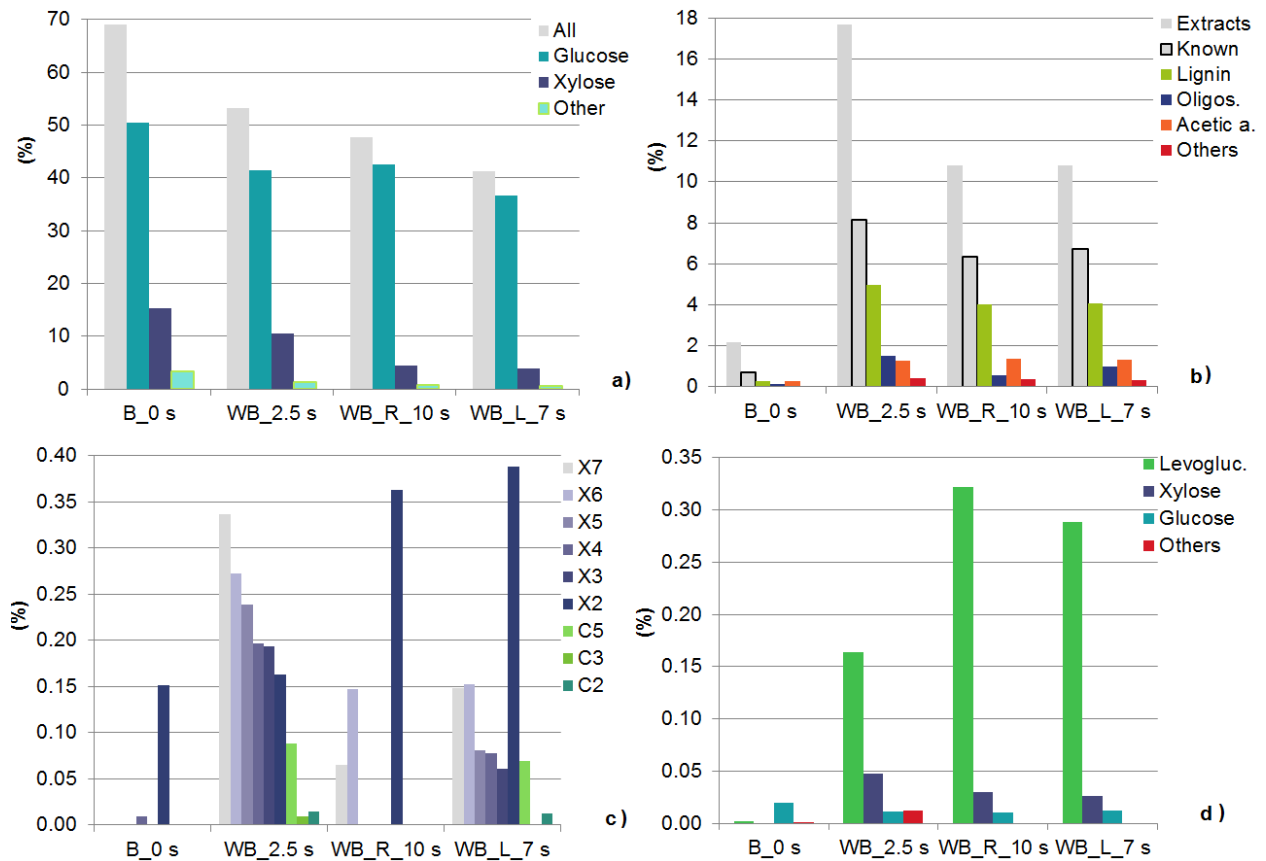 70
60
50
40
30
20
10
0
(%)
All
Glucose
Xylose
Other
a)
B_0 s WB_2.5 s WB_R_10 s WB_L_7 s
18
16
14
12
10
8
6
4
2
0
(%)
Extracts
Known
Lignin
Oligos.
Acetic a.
Others
b)
B_0 s WB_2.5 s WB_R_10 s WB_L_7 s
0.40
0.35
0.30
0.25
0.20
0.15
0.10
0.05
0.00
(%)
X7
X6
X5
X4
X3
X2
C5
C3
C2
c)
B_0 s WB_2.5 s WB_R_10 s WB_L_7 s
0.35
0.30
0.25
0.20
0.15
0.10
0.05
0.00
(%)
Levogluc.
Xylose
Glucose
Others
d)
B_0 s WB_2.5 s WB_R_10 s WB_L_7 s